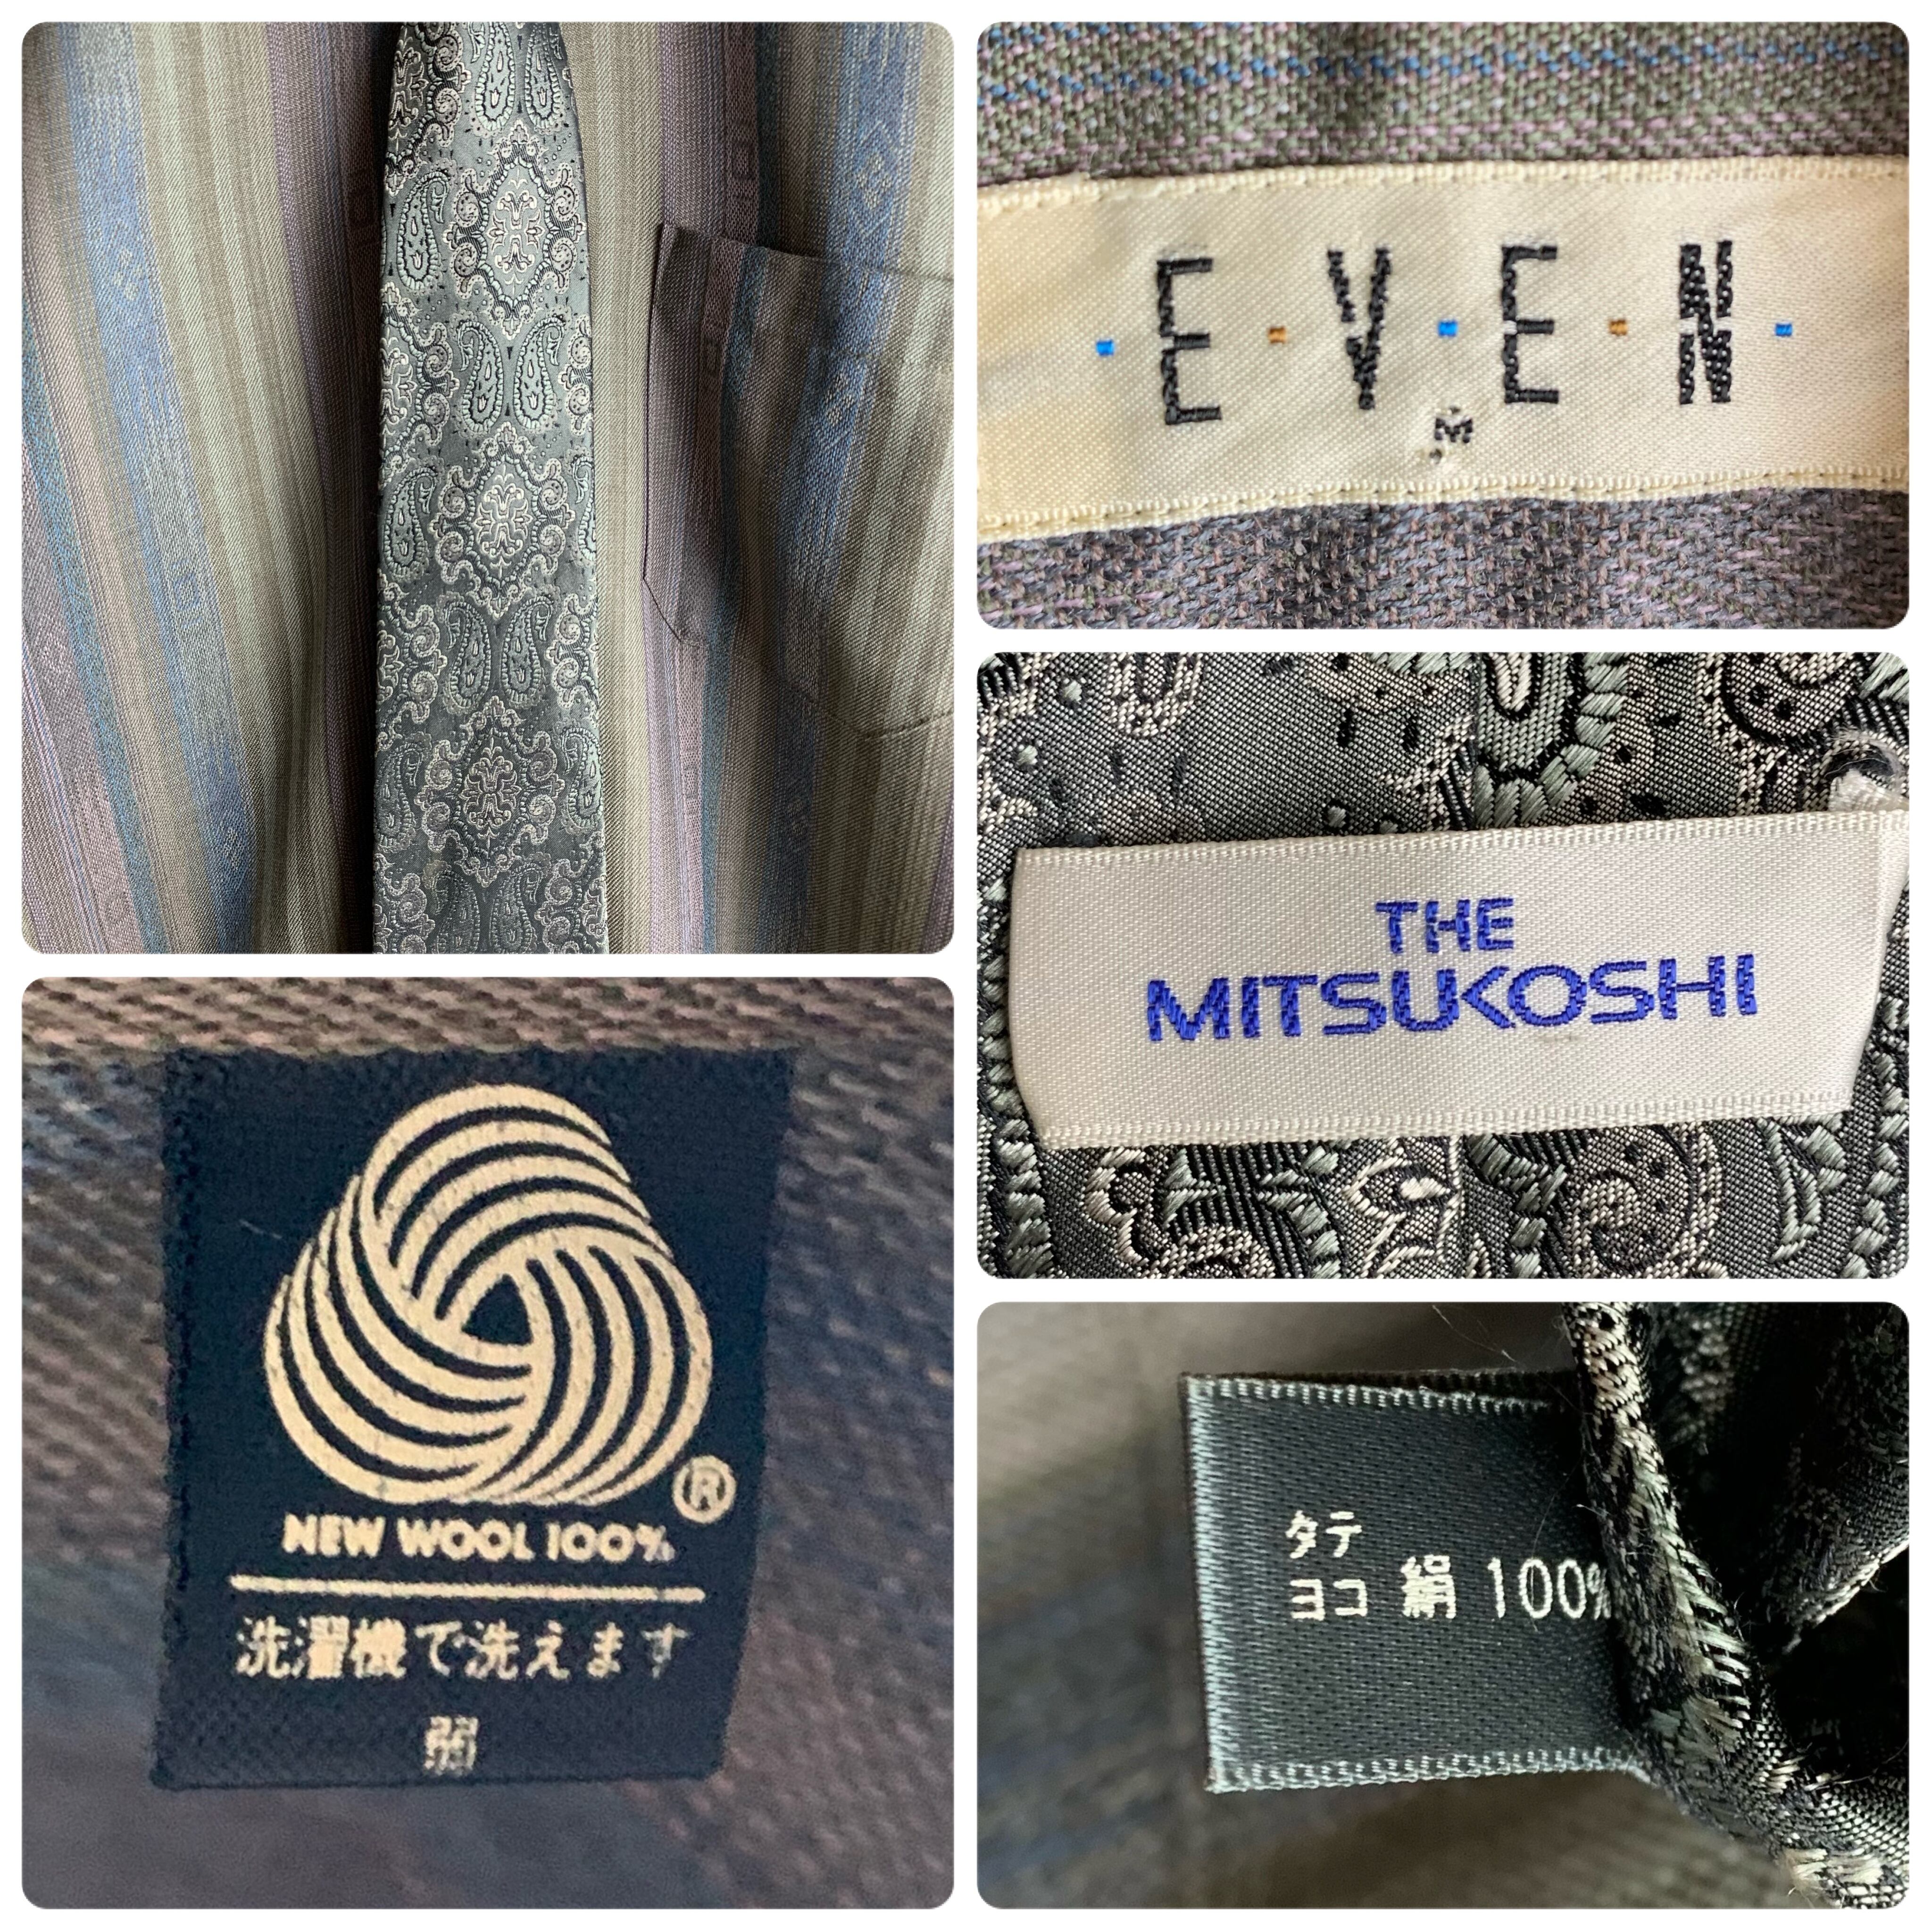 ·E·V·E·N·
M
THE
MITSUKOSHI
®
NEW WOOL 100%
洗濯機で洗えます
弱
タテ
ヨコ 絹 100%